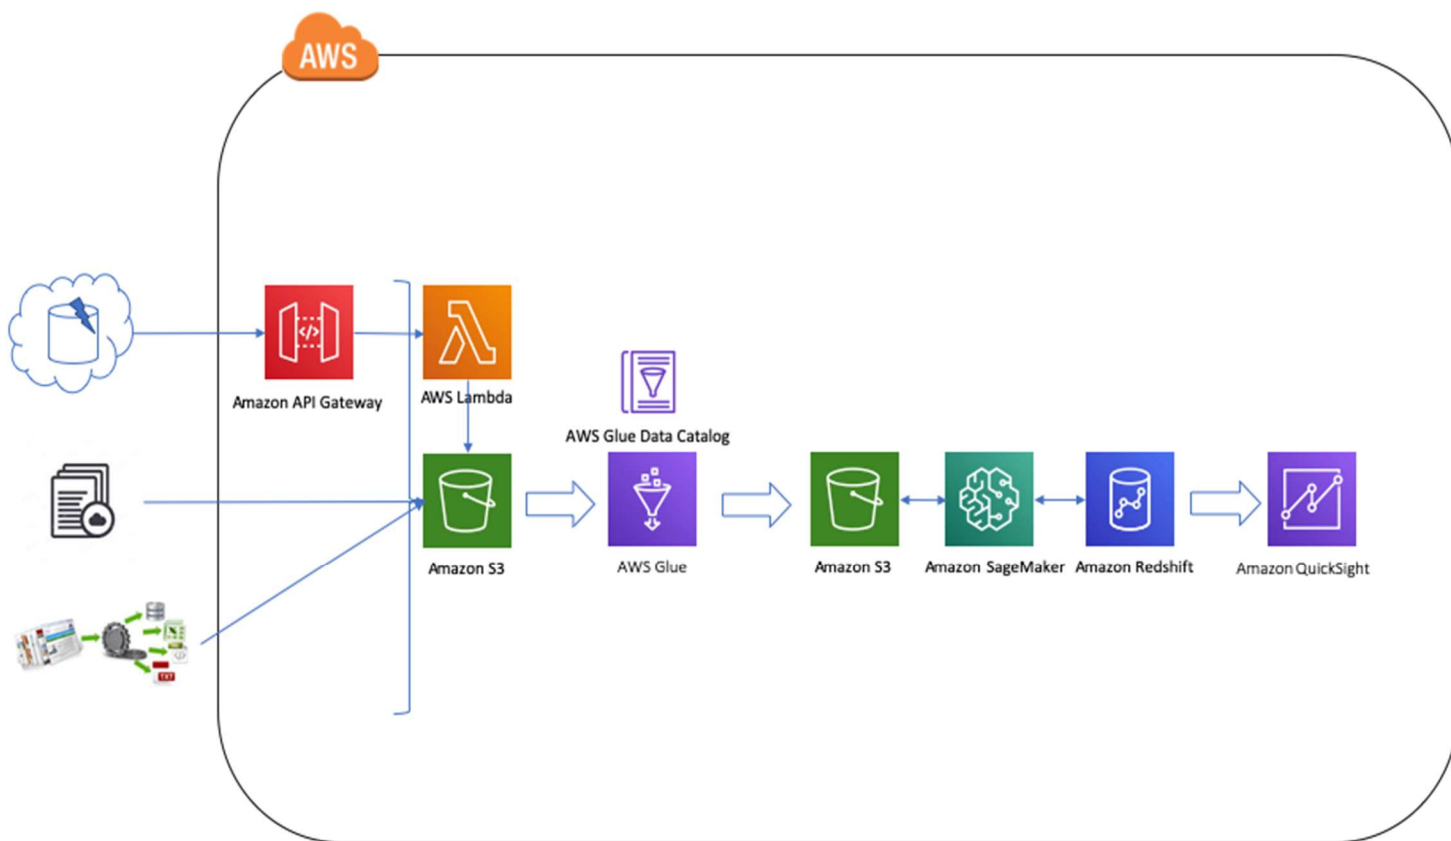 AWS
Amazon API Gateway
AWS Lambda
AWS Glue Data Catalog
Amazon S3
AWS Glue
Amazon S3
Amazon SageMaker
Amazon Redshift
Amazon QuickSight
TXT